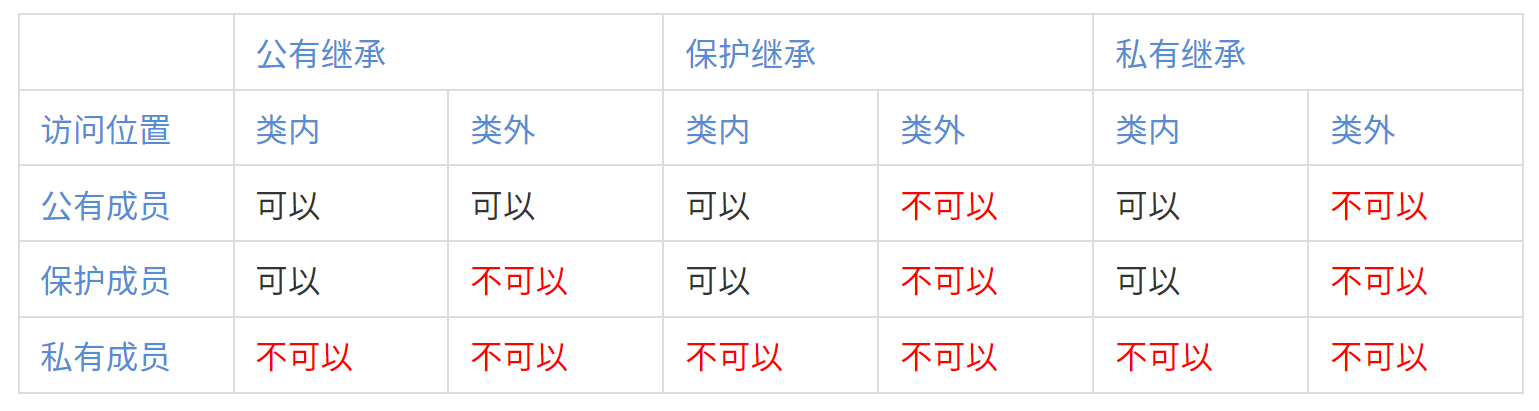 公有继承 保护继承 私有继承
访问位置 类内 类外 类内 类外 类内 类外
公有成员 可以 可以 可以 不可以 可以 不可以
保护成员 可以 不可以 可以 不可以 可以 不可以
私有成员 不可以 不可以 不可以 不可以 不可以 不可以